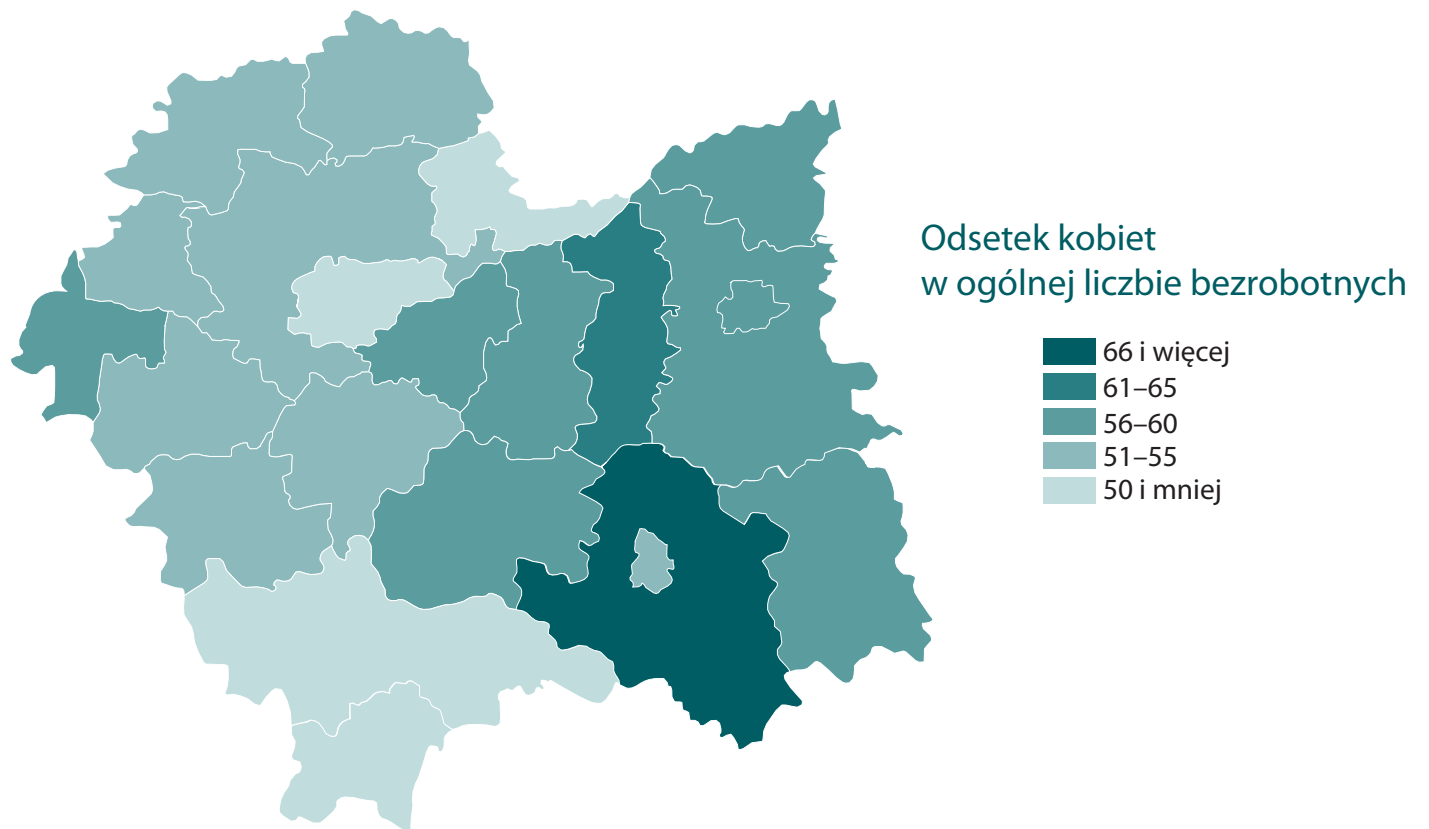 Odsetek kobiet
w ogólnej liczbie bezrobotnych
66 i więcej
61–65
56–60
51–55
50 i mniej